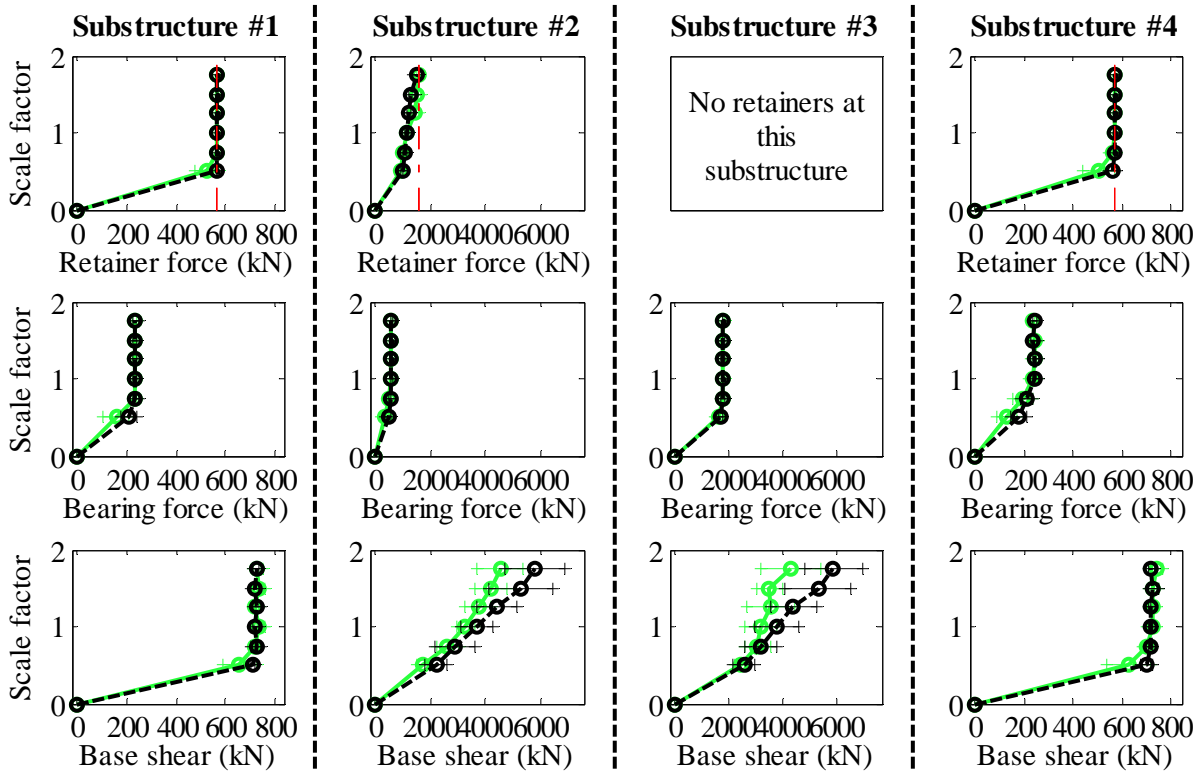 Substructure #1 Substructure #2 Substructure #3 Substructure #4
Scale factor
2
1
0
0 200 400 600 800
Retainer force (kN)
2
1
0
0 2000 4000 6000
Retainer force (kN)
No retainers at
this
substructure
2
1
0
0 200 400 600 800
Retainer force (kN)
Scale factor
2
1
0
0 200 400 600 800
Bearing force (kN)
2
1
0
0 2000 4000 6000
Bearing force (kN)
2
1
0
0 2000 4000 6000
Bearing force (kN)
2
1
0
0 200 400 600 800
Bearing force (kN)
Scale factor
2
1
0
0 200 400 600 800
Base shear (kN)
2
1
0
0 2000 4000 6000
Base shear (kN)
2
1
0
0 2000 4000 6000
Base shear (kN)
2
1
0
0 200 400 600 800
Base shear (kN)